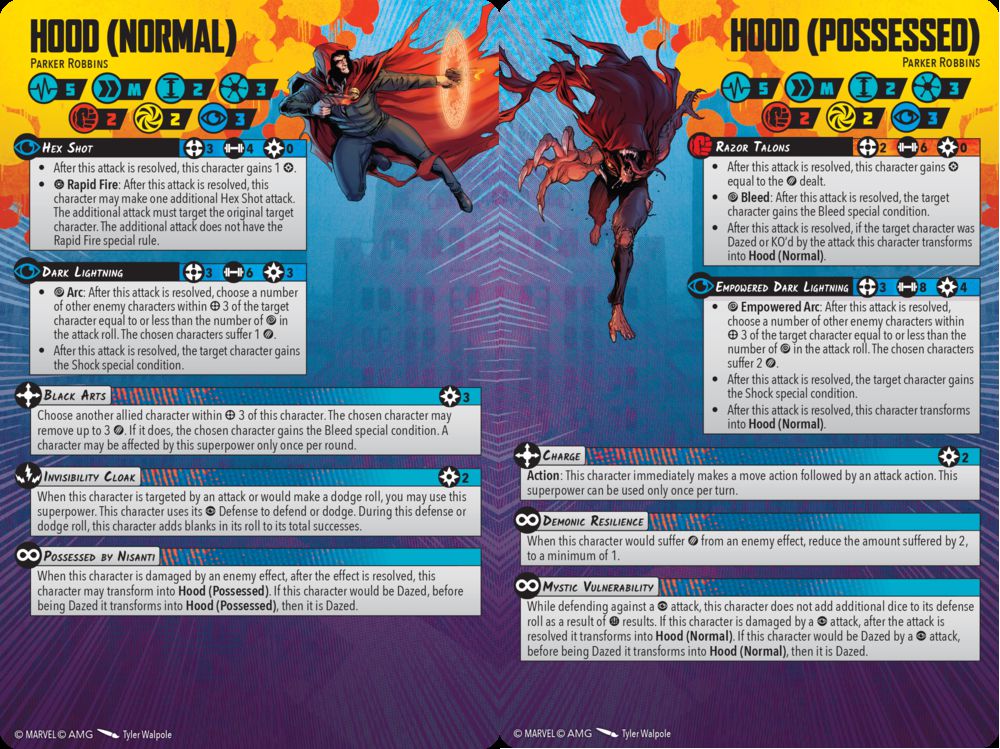 HOOD (NORMAL)
PARKER ROBBINS
5 M 2 3
2 2 3
HEX SHOT 3 4 0
• After this attack is resolved, this character gains 1 .
• Rapid Fire: After this attack is resolved, this
character may make one additional Hex Shot attack.
The additional attack must target the original target
character. The additional attack does not have the
Rapid Fire special rule.
DARK LIGHTNING 3 6 3
• Arc: After this attack is resolved, choose a number
of other enemy characters within 3 of the target
character equal to or less than the number of in
the attack roll. The chosen characters suffer 1 .
• After this attack is resolved, the target character gains
the Shock special condition.
BLACK ARTS 3
Choose another allied character within 3 of this character. The chosen character may
remove up to 3 . If it does, the chosen character gains the Bleed special condition. A
character may be affected by this superpower only once per round.
INVISIBILITY CLOAK 2
When this character is targeted by an attack or would make a dodge roll, you may use this
superpower. This character uses its Defense to defend or dodge. During this defense or
dodge roll, this character adds blanks in its roll to its total successes.
POSSESSED BY NISANTI
When this character is damaged by an enemy effect, after the effect is resolved, this
character may transform into Hood (Possessed). If this character would be Dazed, before
being Dazed it transforms into Hood (Possessed), then it is Dazed.
© MARVEL © AMG Tyler Walpole
HOOD (POSSESSED)
PARKER ROBBINS
5 M 2 3
2 2 3
RAZOR TALONS 2 6 0
• After this attack is resolved, this character gains
equal to the dealt.
• Bleed: After this attack is resolved, the target
character gains the Bleed special condition.
• After this attack is resolved, if the target character was
Dazed or KO'd by the attack this character transforms
into Hood (Normal).
EMPOWERED DARK LIGHTNING 3 8 4
• Empowered Arc: After this attack is resolved,
choose a number of other enemy characters within
3 of the target character equal to or less than the
number of in the attack roll. The chosen characters
suffer 2 .
• After this attack is resolved, the target character gains
the Shock special condition.
• After this attack is resolved, this character transforms
into Hood (Normal).
CHARGE 2
Action: This character immediately makes a move action followed by an attack action. This
superpower can be used only once per turn.
DEMONIC RESILIENCE
When this character would suffer from an enemy effect, reduce the amount suffered by 2,
to a minimum of 1.
MYSTIC VULNERABILITY
While defending against a attack, this character does not add additional dice to its defense
roll as a result of results. If this character is damaged by a attack, after the attack is
resolved it transforms into Hood (Normal). If this character would be Dazed by a attack,
before being Dazed it transforms into Hood (Normal), then it is Dazed.
© MARVEL © AMG Tyler Walpole